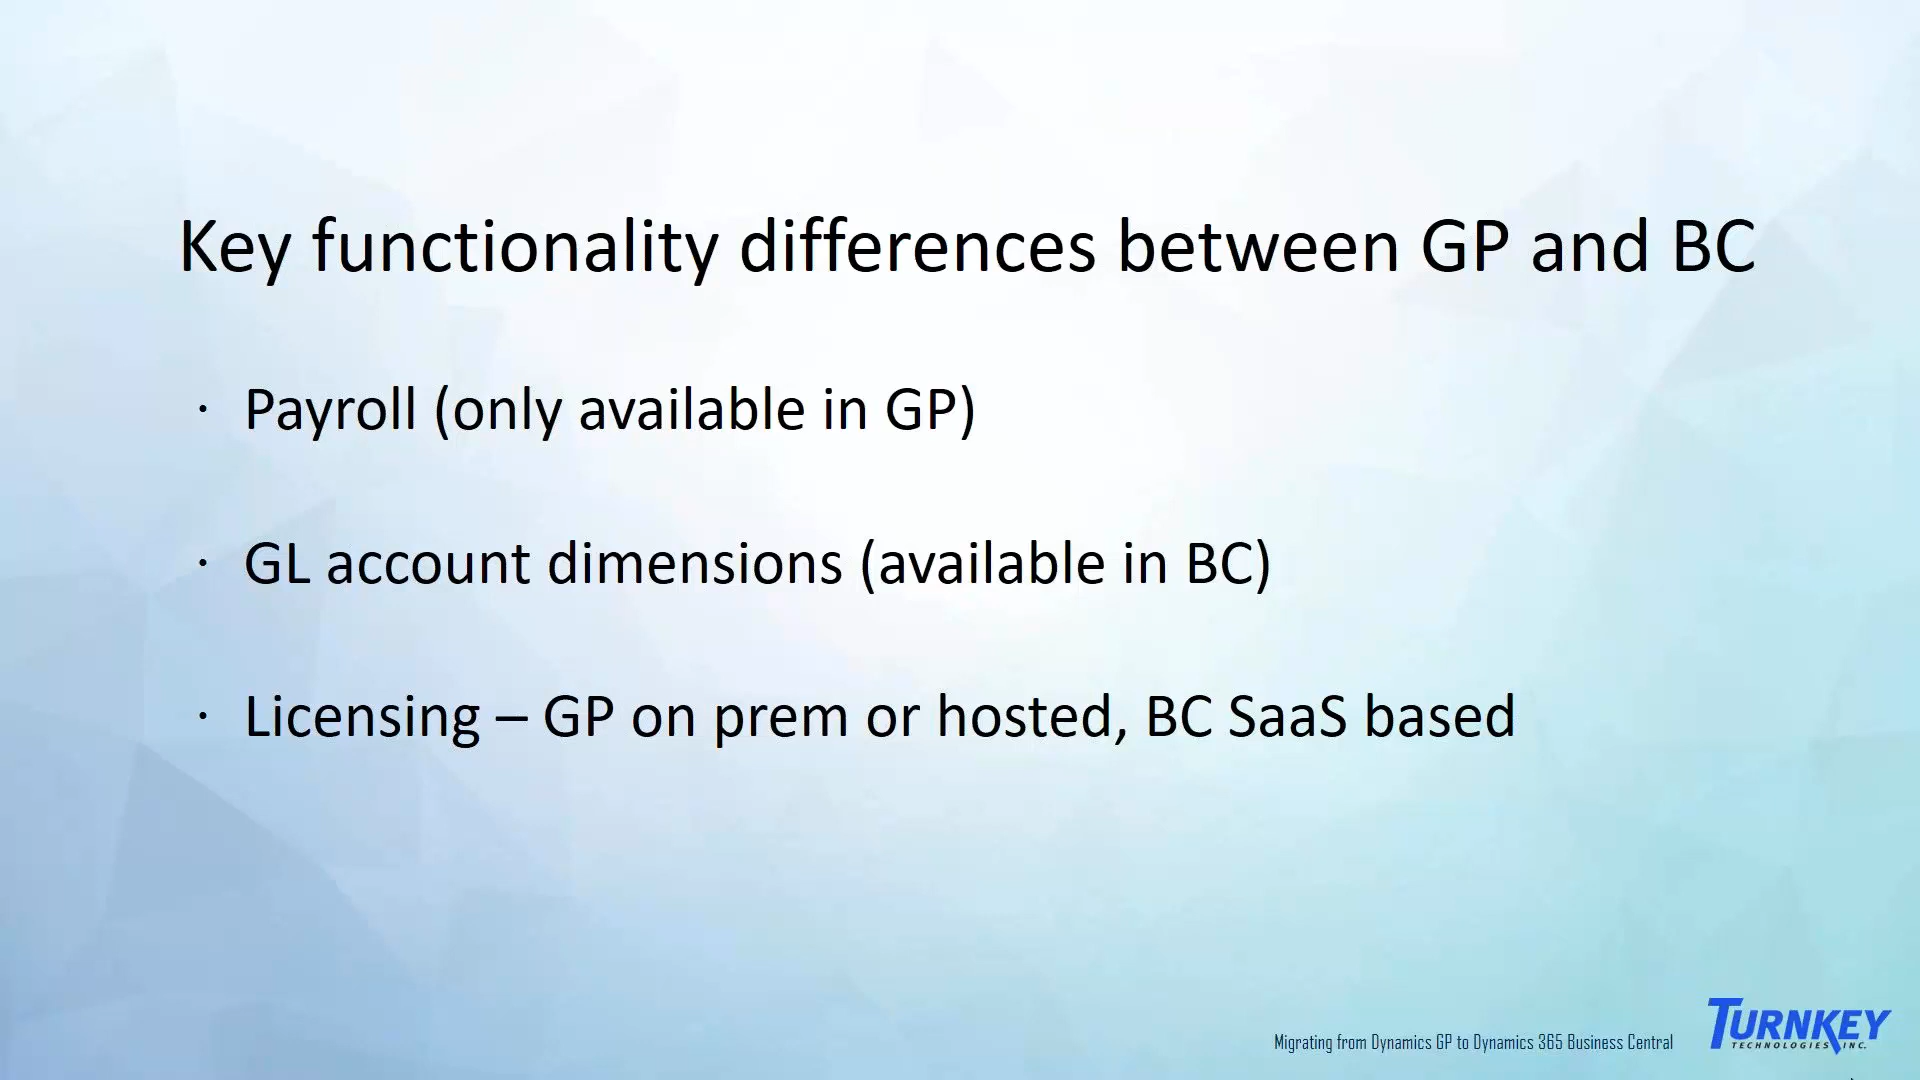 Key functionality differences between GP and BC
· Payroll (only available in GP)
· GL account dimensions (available in BC)
· Licensing – GP on prem or hosted, BC SaaS based
Migrating from Dynamics GP to Dynamics 365 Business Central
TURNKEY
TECHNOLOGIES, INC.